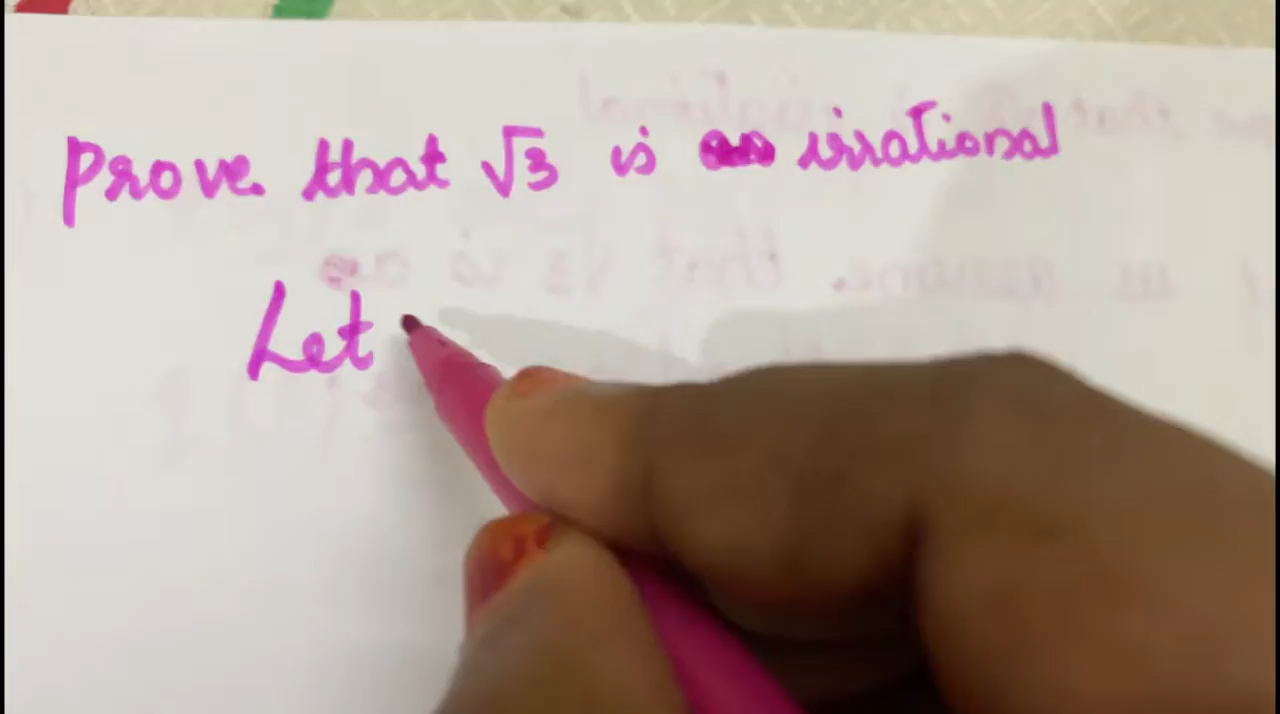 Prove that √3 is irrational
Let